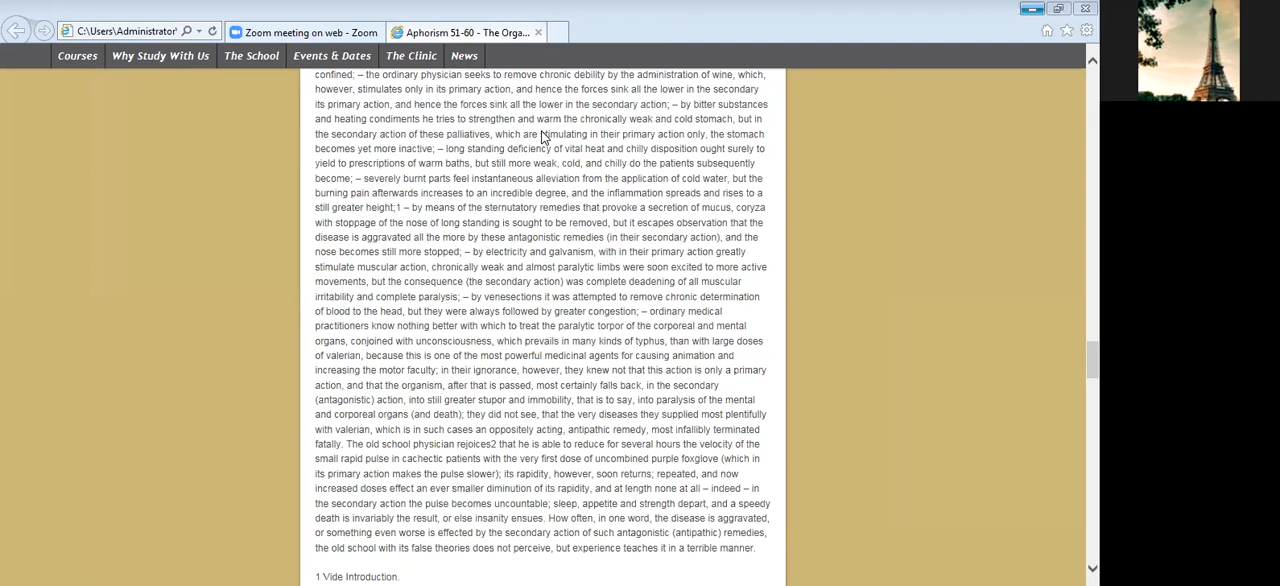 C:\Users\Administrator'
Zoom meeting on web - Zoom
Aphorism 51-60 - The Orga...
Courses
Why Study With Us
The School
Events & Dates
The Clinic
News
confined; – the ordinary physician seeks to remove chronic debility by the administration of wine, which,
however, stimulates only in its primary action, and hence the forces sink all the lower in the secondary
its primary action, and hence the forces sink all the lower in the secondary action; – by bitter substances
and heating condiments he tries to strengthen and warm the chronically weak and cold stomach, but in
the secondary action of these palliatives, which are stimulating in their primary action only, the stomach
becomes yet more inactive; – long standing deficiency of vital heat and chilly disposition ought surely to
yield to prescriptions of warm baths, but still more weak, cold, and chilly do the patients subsequently
become; – severely burnt parts feel instantaneous alleviation from the application of cold water, but the
burning pain afterwards increases to an incredible degree, and the inflammation spreads and rises to a
still greater height;1 – by means of the sternutatory remedies that provoke a secretion of mucus, coryza
with stoppage of the nose of long standing is sought to be removed, but it escapes observation that the
disease is aggravated all the more by these antagonistic remedies (in their secondary action), and the
nose becomes still more stopped; – by electricity and galvanism, with in their primary action greatly
stimulate muscular action, chronically weak and almost paralytic limbs were soon excited to more active
movements, but the consequence (the secondary action) was complete deadening of all muscular
irritability and complete paralysis; – by venesections it was attempted to remove chronic determination
of blood to the head, but they were always followed by greater congestion; – ordinary medical
practitioners know nothing better with which to treat the paralytic torpor of the corporeal and mental
organs, conjoined with unconsciousness, which prevails in many kinds of typhus, than with large doses
of valerian, because this is one of the most powerful medicinal agents for causing animation and
increasing the motor faculty; in their ignorance, however, they knew not that this action is only a primary
action, and that the organism, after that is passed, most certainly falls back, in the secondary
(antagonistic) action, into still greater stupor and immobility, that is to say, into paralysis of the mental
and corporeal organs (and death); they did not see, that the very diseases they supplied most plentifully
with valerian, which is in such cases an oppositely acting, antipathic remedy, most infallibly terminated
fatally. The old school physician rejoices2 that he is able to reduce for several hours the velocity of the
small rapid pulse in cachectic patients with the very first dose of uncombined purple foxglove (which in
its primary action makes the pulse slower); its rapidity, however, soon returns; repeated, and now
increased doses effect an ever smaller diminution of its rapidity, and at length none at all – indeed – in
the secondary action the pulse becomes uncountable; sleep, appetite and strength depart, and a speedy
death is invariably the result, or else insanity ensues. How often, in one word, the disease is aggravated,
or something even worse is effected by the secondary action of such antagonistic (antipathic) remedies,
the old school with its false theories does not perceive, but experience teaches it in a terrible manner.
1 Vide Introduction.